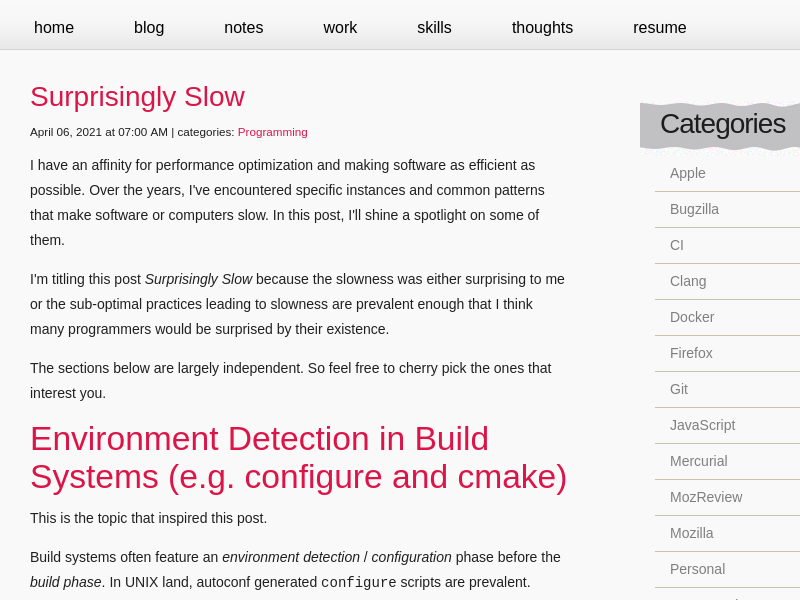 home blog notes work skills thoughts resume
Surprisingly Slow
April 06, 2021 at 07:00 AM | categories: Programming
I have an affinity for performance optimization and making software as efficient as
possible. Over the years, I've encountered specific instances and common patterns
that make software or computers slow. In this post, I'll shine a spotlight on some of
them.
I'm titling this post Surprisingly Slow because the slowness was either surprising to me
or the sub-optimal practices leading to slowness are prevalent enough that I think
many programmers would be surprised by their existence.
The sections below are largely independent. So feel free to cherry pick the ones that
interest you.
Environment Detection in Build
Systems (e.g. configure and cmake)
This is the topic that inspired this post.
Build systems often feature an environment detection / configuration phase before the
build phase. In UNIX land, autoconf generated configure scripts are prevalent.
Categories
Apple
Bugzilla
CI
Clang
Docker
Firefox
Git
JavaScript
Mercurial
MozReview
Mozilla
Personal